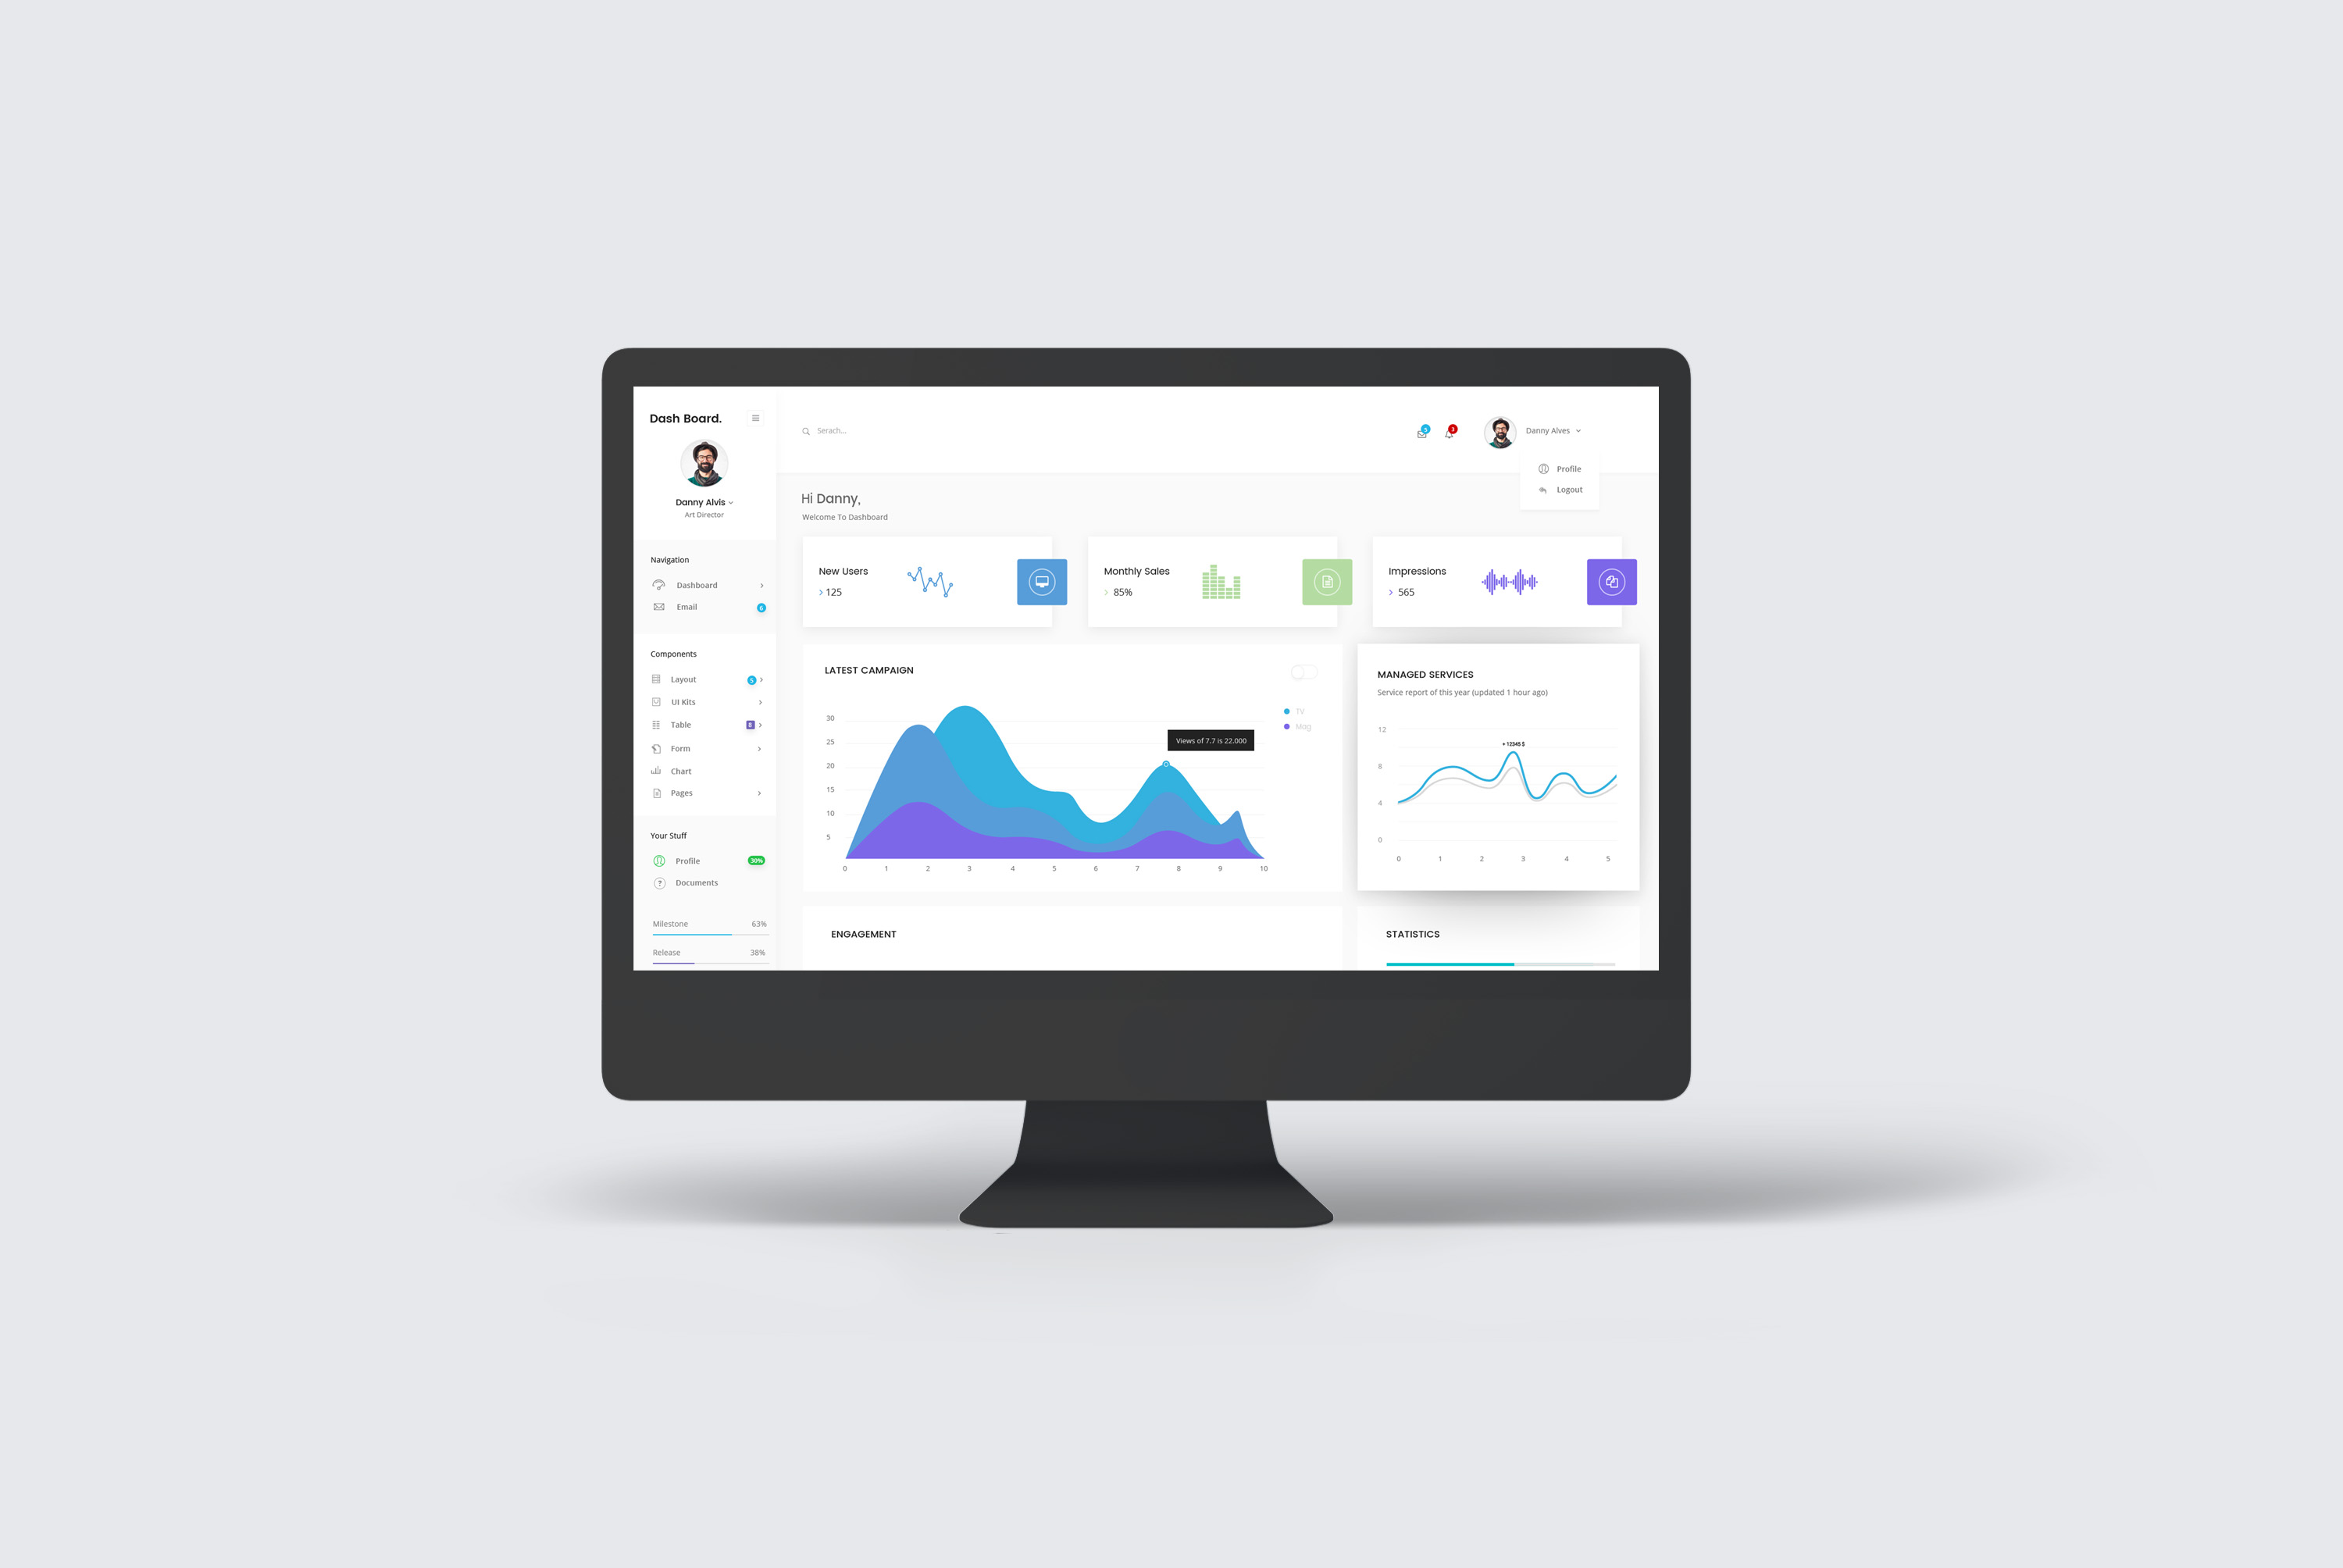 Dash Board.
Danny Alvis
Art Director
Navigation
Dashboard
Email 6
Components
Layout 5
UI Kits
Table 8
Form
Chart
Pages
Your Stuff
Profile 30%
Documents
Milestone 63%
Release 38%
Serach...
5
3
Danny Alves
Profile
Logout
Hi Danny,
Welcome To Dashboard
New Users
125
Monthly Sales
85%
Impressions
565
LATEST CAMPAIGN
TV
Mag
Views of 7.7 is 22.000
30
25
20
15
10
5
0 1 2 3 4 5 6 7 8 9 10
MANAGED SERVICES
Service report of this year (updated 1 hour ago)
+ 12345 $
12
8
4
0
0 1 2 3 4 5
ENGAGEMENT
STATISTICS